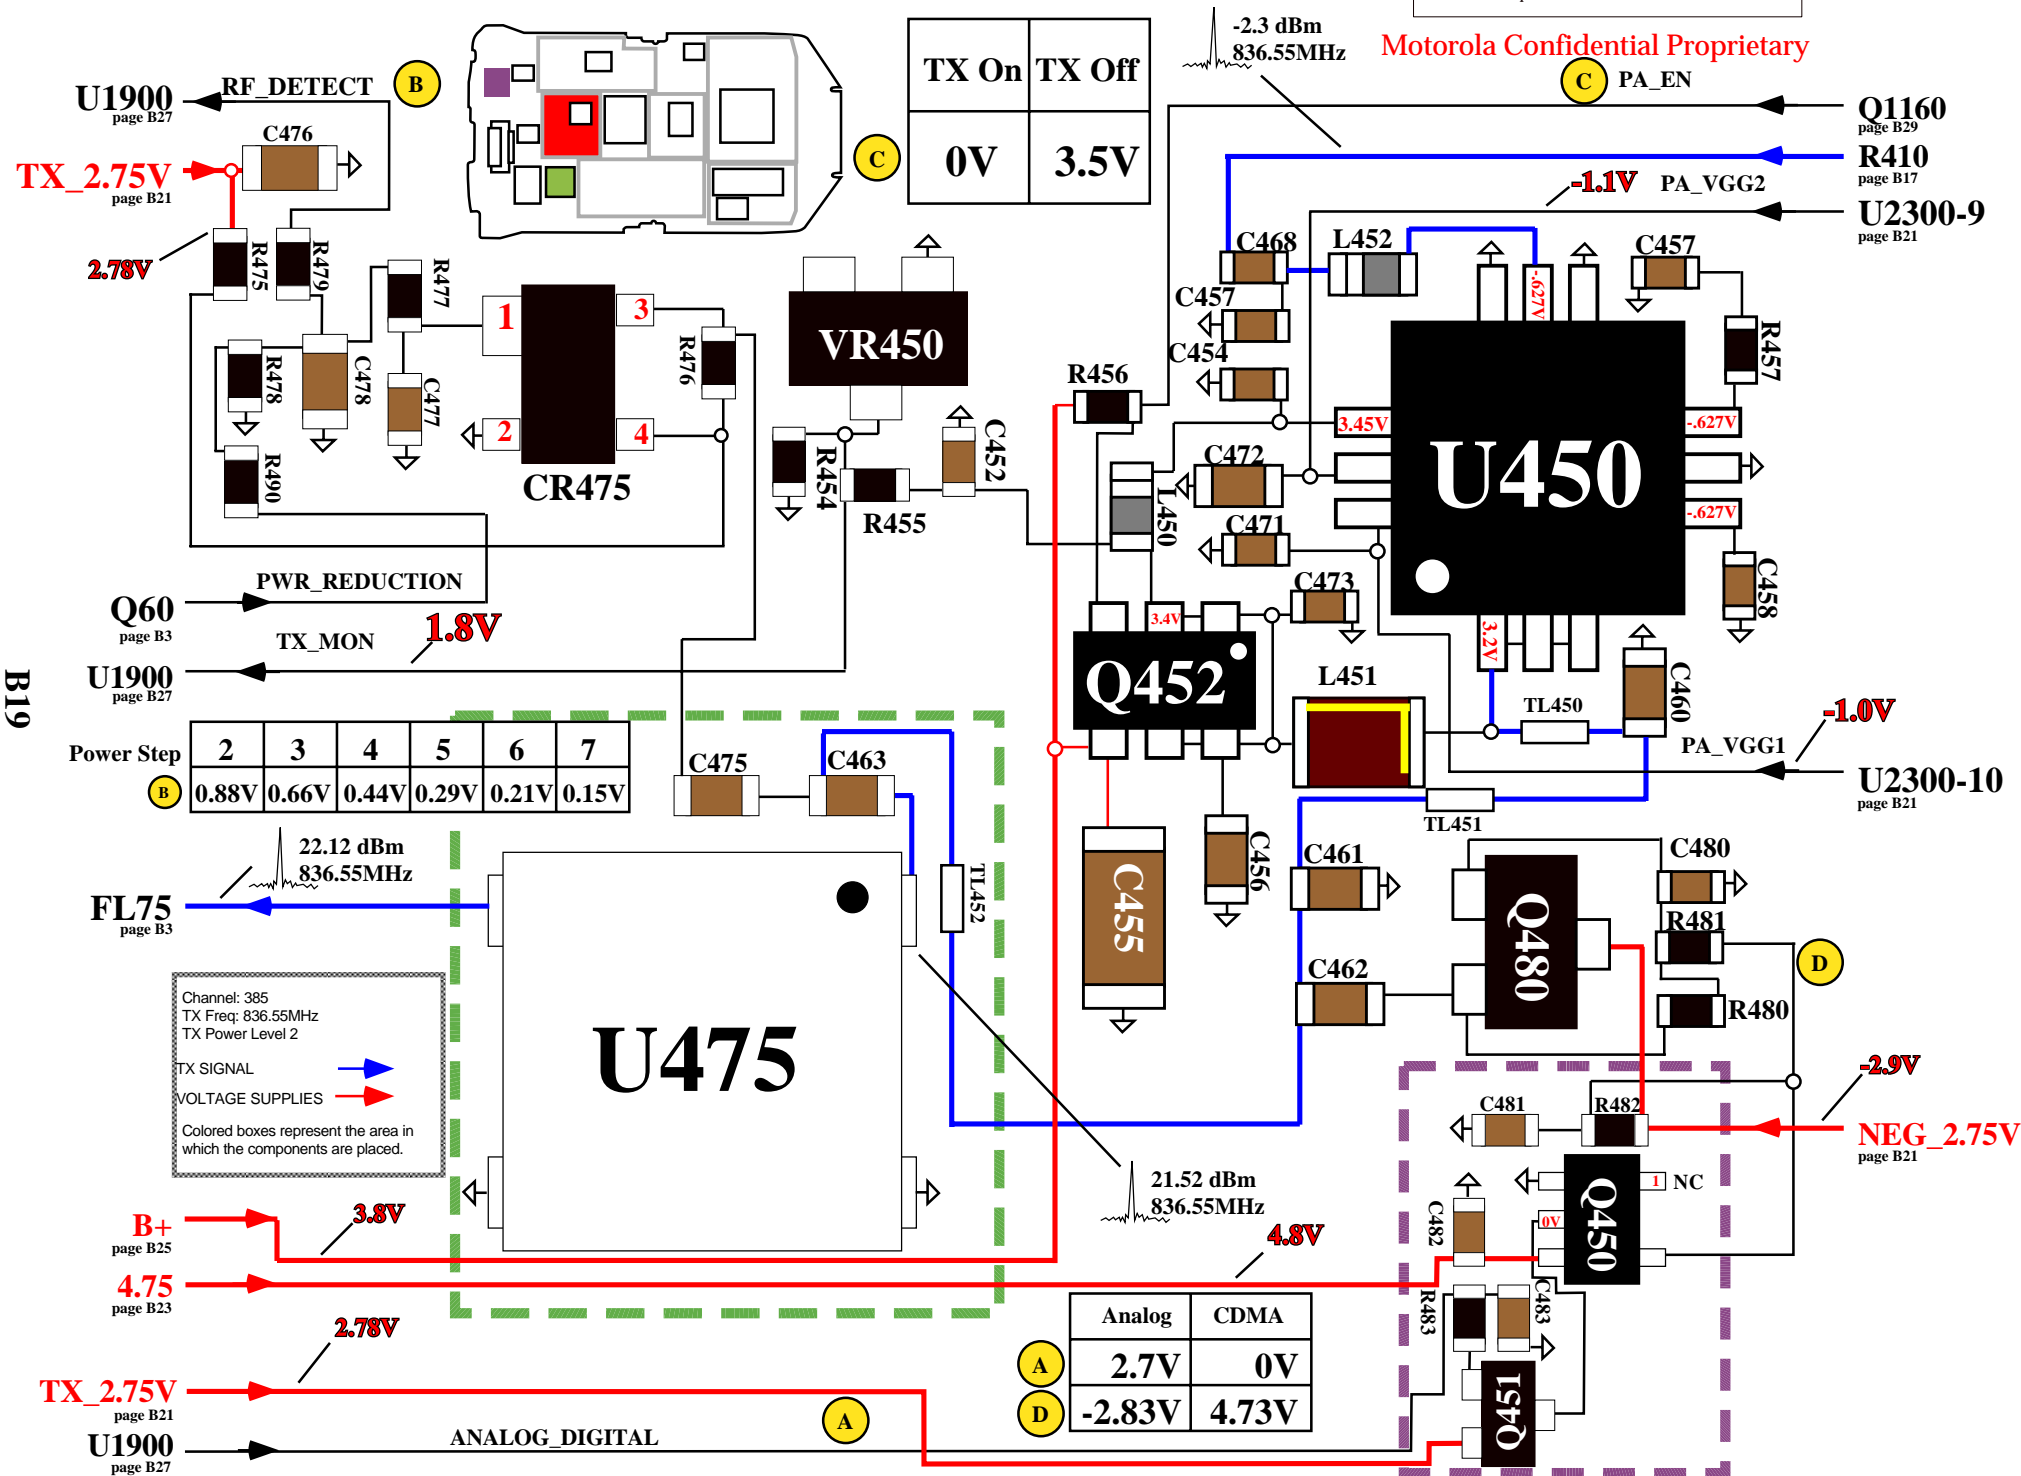 -2.3 dBm
836.55MHz
Motorola Confidential Proprietary
TX On TX Off
0V 3.5V
B
C
C
PA_EN
U1900
page B27
RF_DETECT
C476
TX_2.75V
page B21
2.78V
Q1160
page B29
R410
page B17
-1.1V
PA_VGG2
U2300-9
page B21
R475
R479
R477
1
3
2
4
CR475
R476
R478
C478
C477
R490
VR450
R454
R455
C452
C468
L452
C457
C457
C454
R457
R456
-.627V
3.45V
-.627V
-.627V
3.2V
U450
C472
C471
L450
C473
C458
Q60
page B3
PWR_REDUCTION
TX_MON
1.8V
U1900
page B27
B19
3.4V
Q452
L451
TL450
C460
-1.0V
PA_VGG1
U2300-10
page B21
TL451
Power Step 2 3 4 5 6 7
B 0.88V 0.66V 0.44V 0.29V 0.21V 0.15V
C475
C463
TL452
22.12 dBm
836.55MHz
FL75
page B3
U475
C455
C456
C461
C462
Q480
C480
R481
R480
D
Channel: 385
TX Freq: 836.55MHz
TX Power Level 2
TX SIGNAL
VOLTAGE SUPPLIES
Colored boxes represent the area in
which the components are placed.
21.52 dBm
836.55MHz
-2.9V
NEG_2.75V
page B21
C481
R482
1
NC
0V
Q450
C482
R483
C483
Q451
B+
page B25
3.8V
4.75
page B23
4.8V
2.78V
TX_2.75V
page B21
U1900
page B27
ANALOG_DIGITAL
A
Analog CDMA
A 2.7V 0V
D -2.83V 4.73V